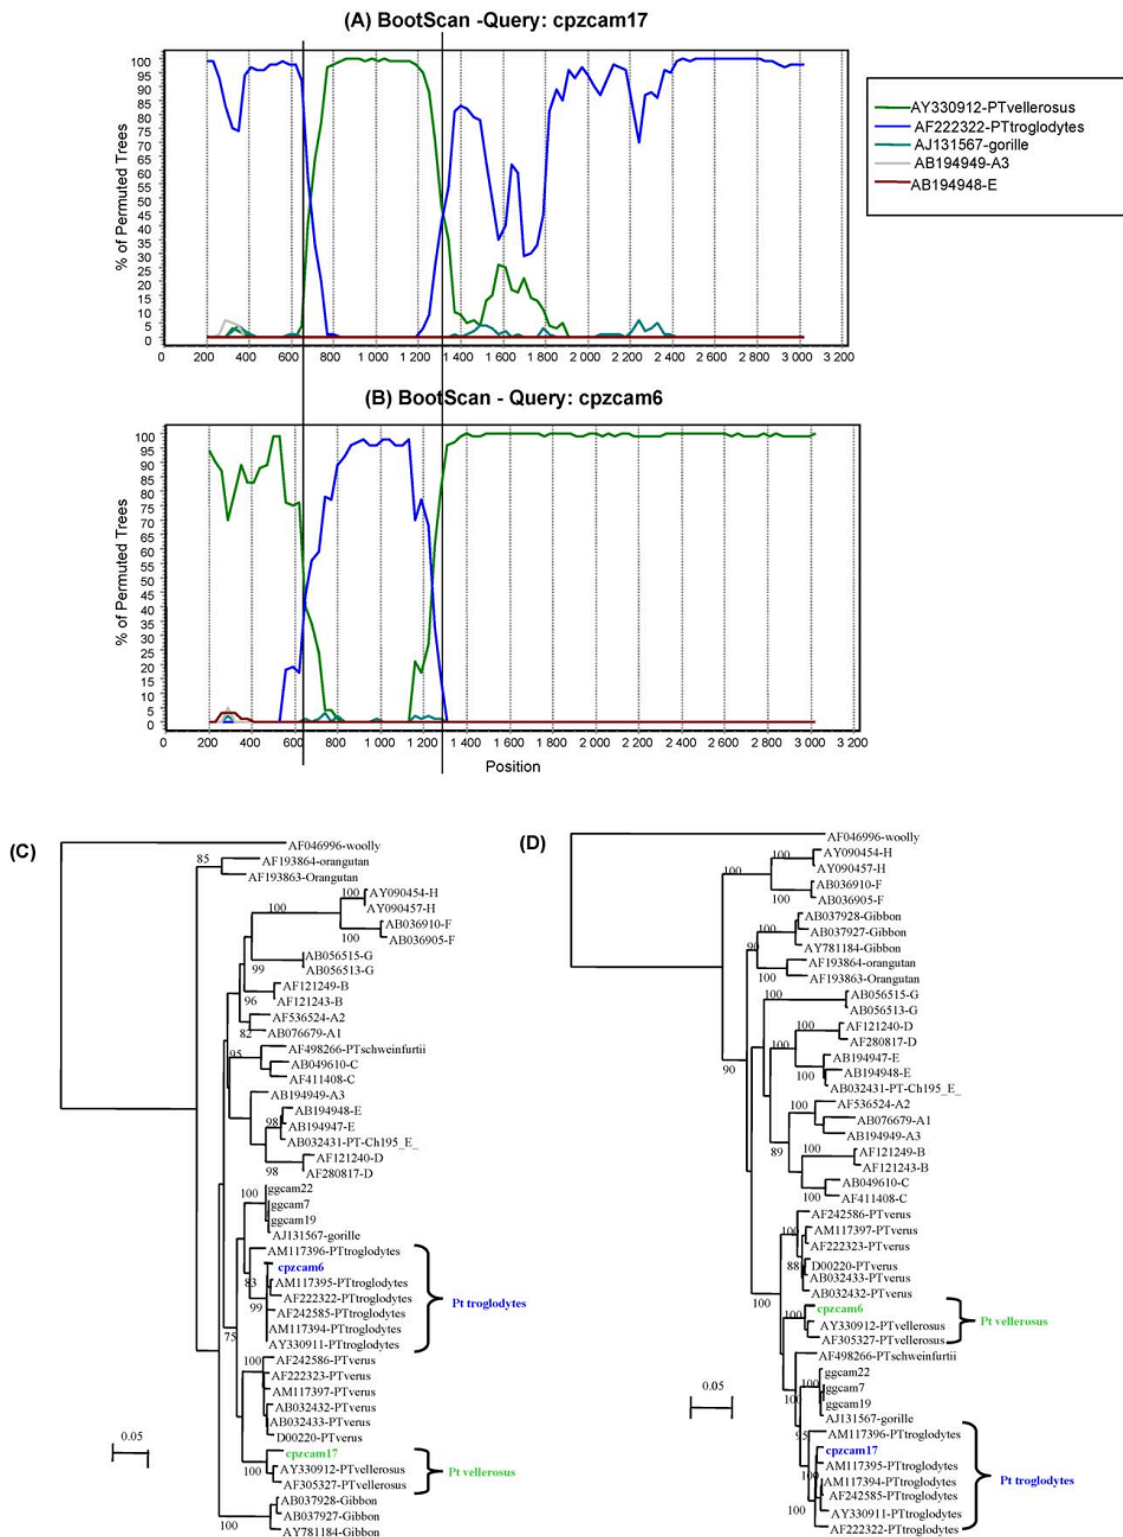 (A) BootScan -Query: cpzcam17
% of Permuted Trees
100
95
90
85
80
75
70
65
60
55
50
45
40
35
30
25
20
15
10
5
0
0 200 400 600 800 1 000 1 200 1 400 1 600 1 800 2 000 2 200 2 400 2 600 2 800 3 000 3 200
AY330912-PTvellerosus
AF222322-PTtroglodytes
AJ131567-gorille
AB194949-A3
AB194948-E
(B) BootScan - Query: cpzcam6
% of Permuted Trees
100
95
90
85
80
75
70
65
60
55
50
45
40
35
30
25
20
15
10
5
0
0 200 400 600 800 1 000 1 200 1 400 1 600 1 800 2 000 2 200 2 400 2 600 2 800 3 000 3 200
Position
(C)
AF046996-woolly
85
AF193864-orangutan
AF193863-Orangutan
100
100 AY090454-H
AY090457-H
AB036910-F
100
AB036905-F
AB056515-G
99
AB056513-G
AF121249-B
96
AF121243-B
AF536524-A2
82
AB076679-A1
95
AF498266-PTschweinfurtii
AB049610-C
AF411408-C
AB194949-A3
AB194948-E
98
AB194947-E
AB032431-PT-Ch195_E_
AF121240-D
98
AF280817-D
100
ggcam22
ggcam7
ggcam19
AJ131567-gorille
AM117396-PTtroglodytes
cpzcam6
83
AM117395-PTtroglodytes
AF222322-PTtroglodytes
99
AF242585-PTtroglodytes
AM117394-PTtroglodytes
75
AY330911-PTtroglodytes
Pt troglodytes
100
AF242586-PTverus
AF222323-PTverus
AM117397-PTverus
AB032432-PTverus
AB032433-PTverus
D00220-PTverus
cpzcam17
100
AY330912-PTvellerosus
AF305327-PTvellerosus
Pt vellerosus
AB037928-Gibbon
AB037927-Gibbon
100
AY781184-Gibbon
0.05
(D)
AF046996-woolly
100
100
AY090454-H
AY090457-H
AB036910-F
100
AB036905-F
AB037928-Gibbon
100
AB037927-Gibbon
AY781184-Gibbon
AF193864-orangutan
100
AF193863-Orangutan
100
AB056515-G
AB056513-G
AF121240-D
100
AF280817-D
100
AB194947-E
100
AB194948-E
90
AB032431-PT-Ch195_E_
100
AF536524-A2
AB076679-A1
AB194949-A3
89
100
AF121249-B
AF121243-B
AB049610-C
100
AF411408-C
AF242586-PTverus
100
AM117397-PTverus
AF222323-PTverus
88
D00220-PTverus
AB032433-PTverus
100
AB032432-PTverus
100
cpzcam6
AY330912-PTvellerosus
AF305327-PTvellerosus
Pt vellerosus
AF498266-PTschweinfurtii
ggcam22
100
ggcam7
100
ggcam19
AJ131567-gorille
95
AM117396-PTtroglodytes
cpzcam17
AM117395-PTtroglodytes
100
AM117394-PTtroglodytes
AF242585-PTtroglodytes
100
AY330911-PTtroglodytes
AF222322-PTtroglodytes
Pt troglodytes
0.05